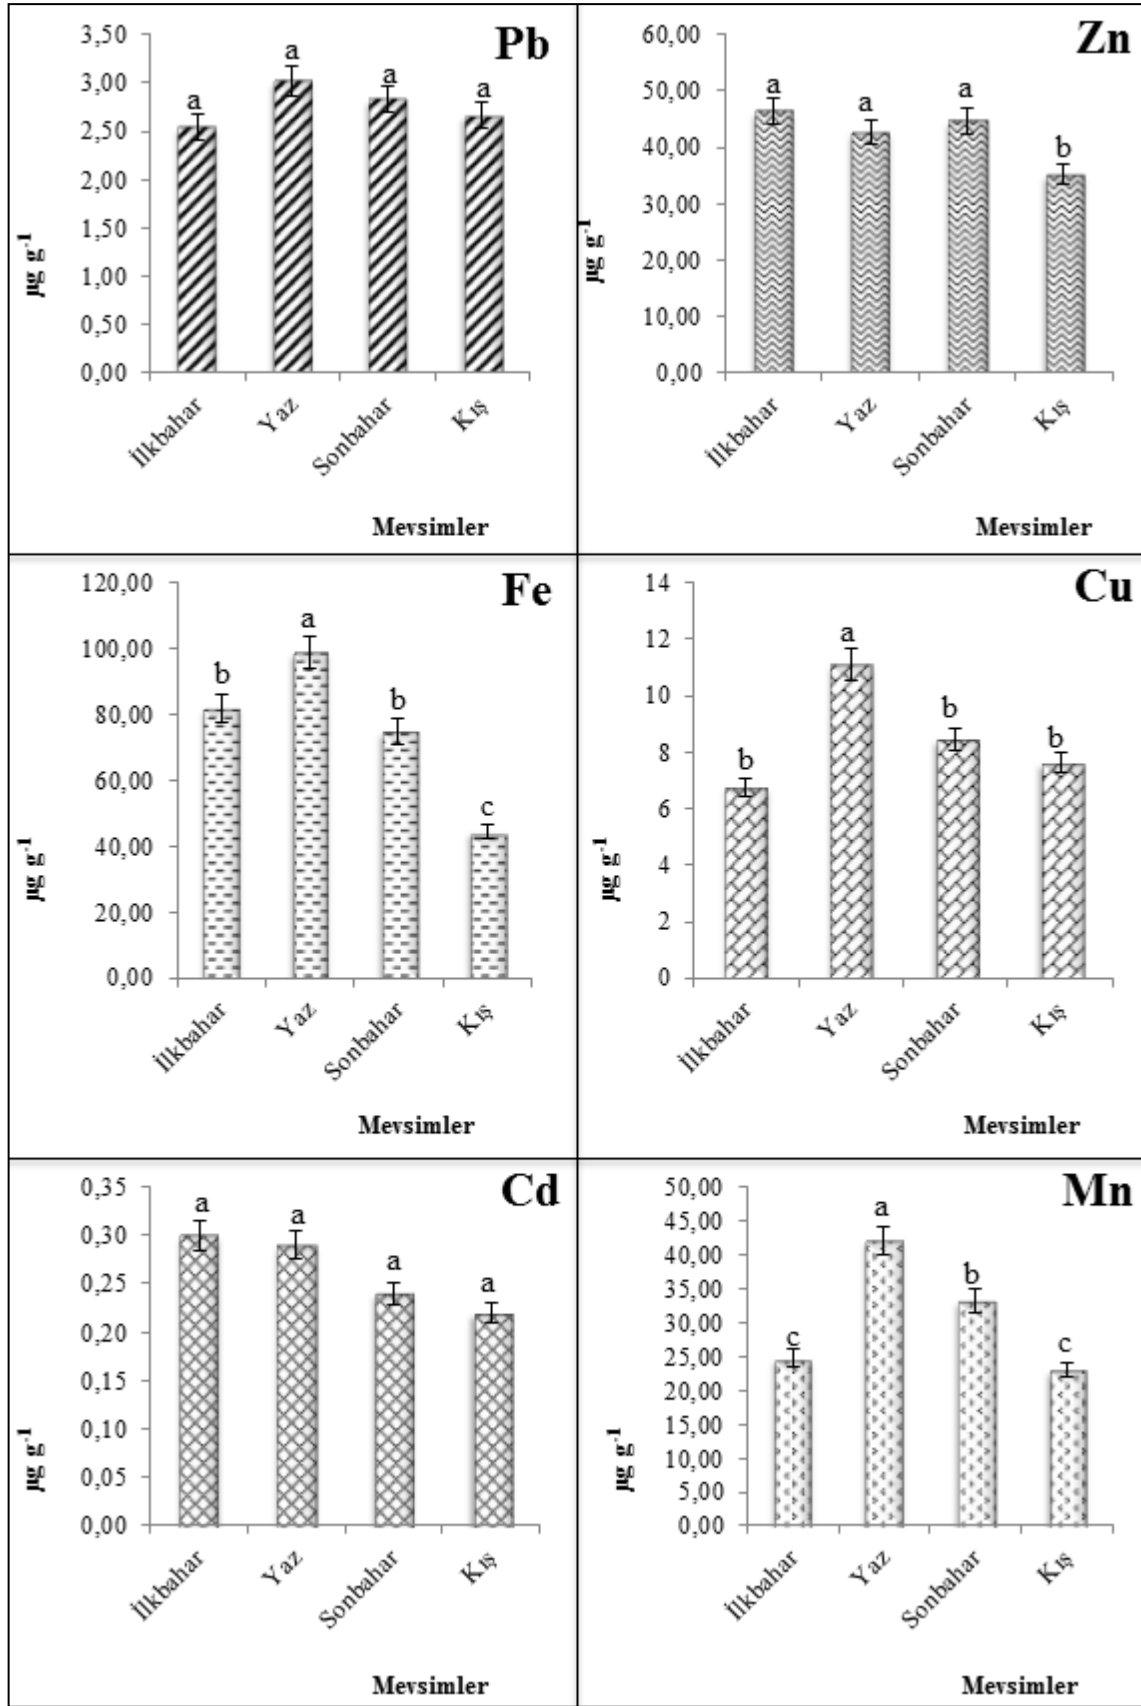 Pb
3,50
3,00
2,50
2,00
1,50
1,00
0,50
0,00
µg g-1
a
a
a
a
İlkbahar
Yaz
Sonbahar
Kış
Mevsimler
Zn
60,00
50,00
40,00
30,00
20,00
10,00
0,00
µg g-1
a
a
a
b
İlkbahar
Yaz
Sonbahar
Kış
Mevsimler
Fe
120,00
100,00
80,00
60,00
40,00
20,00
0,00
µg g-1
b
a
b
c
İlkbahar
Yaz
Sonbahar
Kış
Mevsimler
Cu
14
12
10
8
6
4
2
0
µg g-1
b
a
b
b
İlkbahar
Yaz
Sonbahar
Kış
Mevsimler
Cd
0,35
0,30
0,25
0,20
0,15
0,10
0,05
0,00
µg g-1
a
a
a
a
İlkbahar
Yaz
Sonbahar
Kış
Mevsimler
Mn
50,00
45,00
40,00
35,00
30,00
25,00
20,00
15,00
10,00
5,00
0,00
µg g-1
c
a
b
c
İlkbahar
Yaz
Sonbahar
Kış
Mevsimler